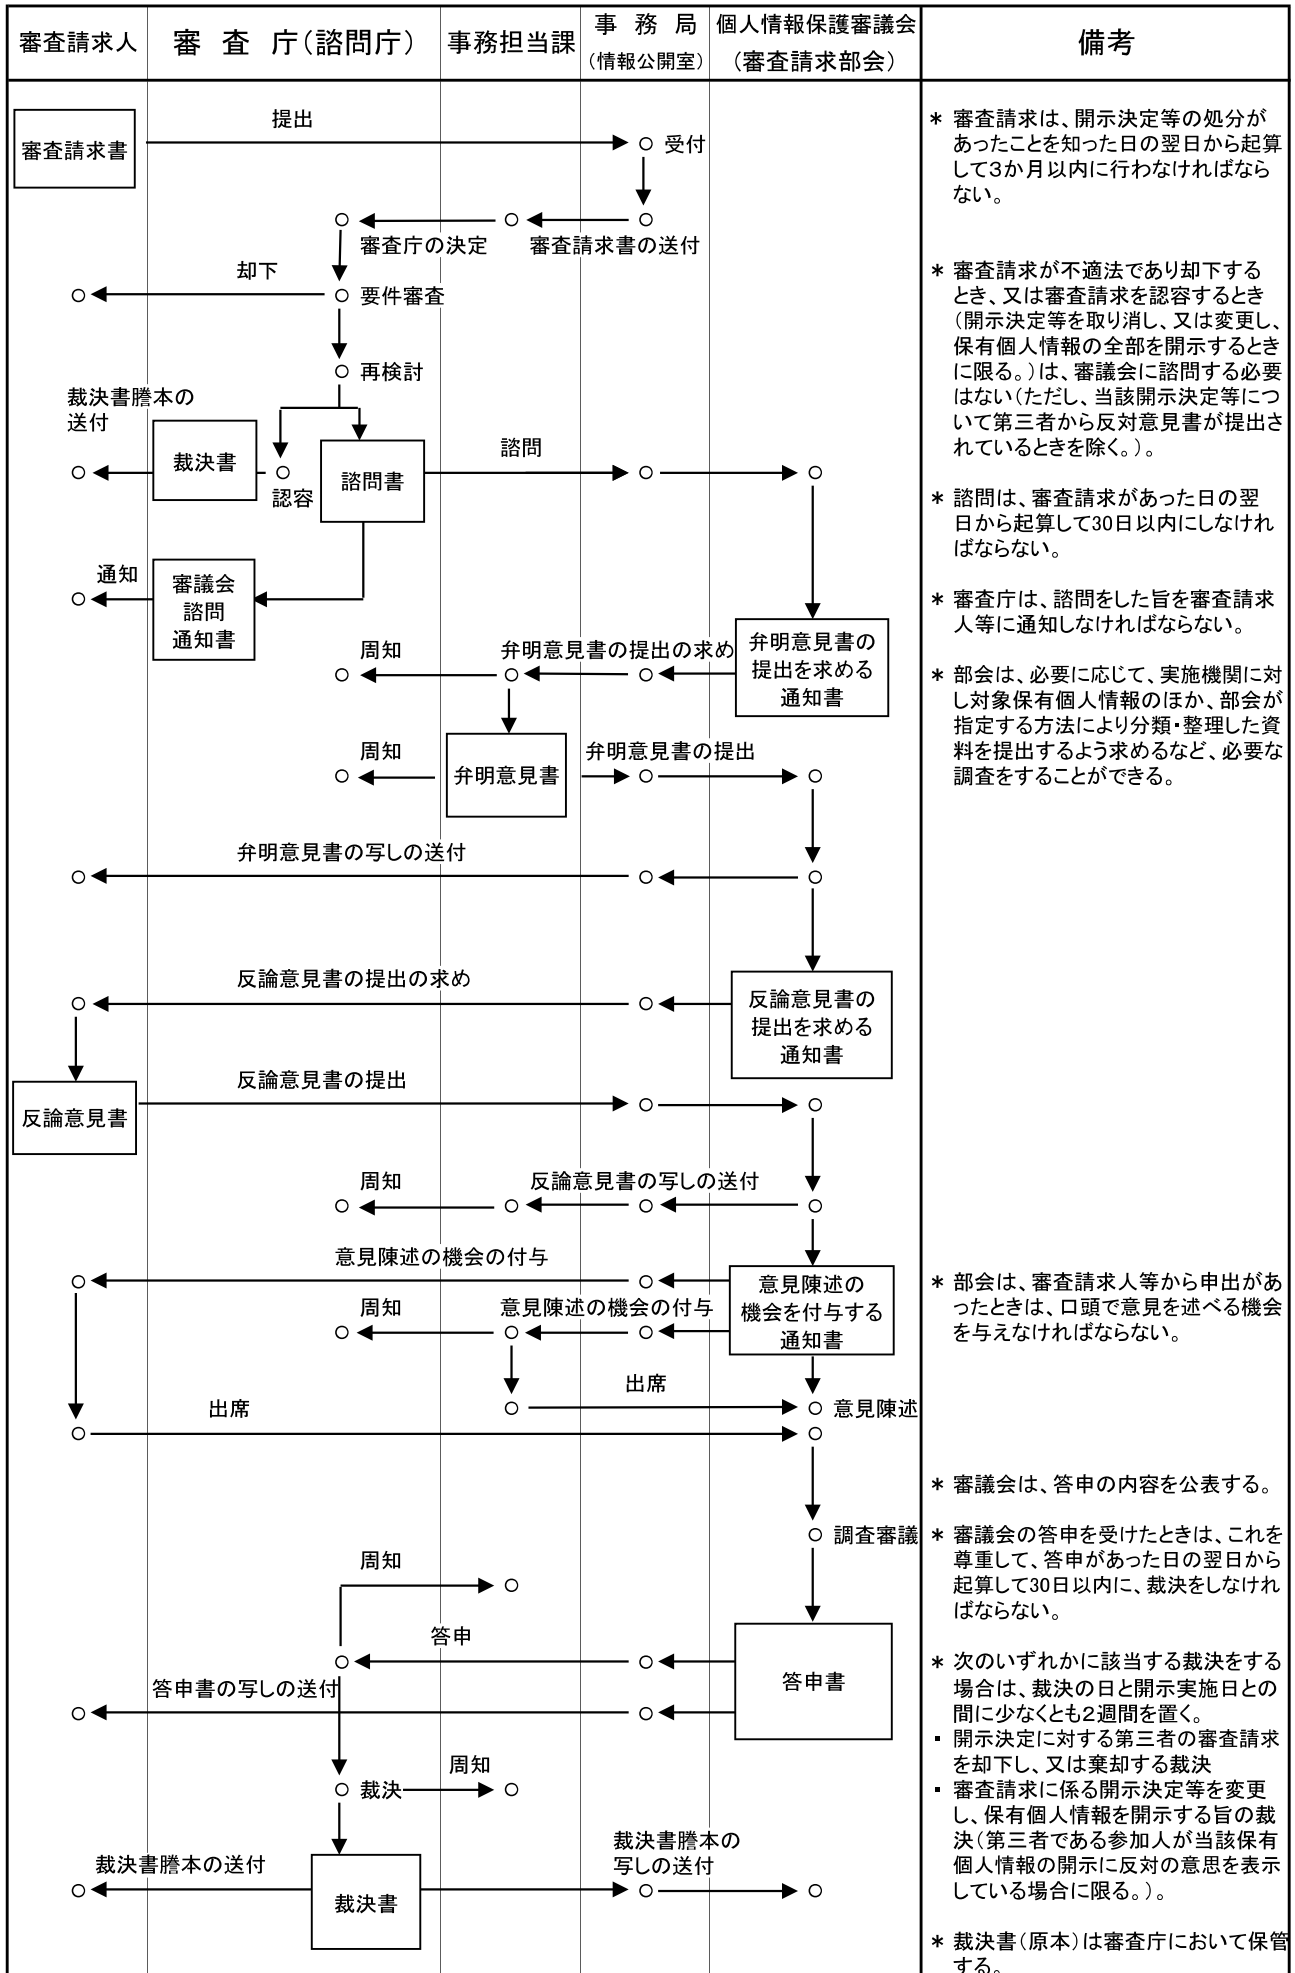 審査請求人
審 査 庁(諮問庁)
事務担当課
事 務 局
(情報公開室)
個人情報保護審議会
(審査請求部会)
備考
審査請求書
提出
受付
審査庁の決定
審査請求書の送付
却下
要件審査
再検討
裁決書謄本の
送付
裁決書
認容
諮問書
諮問
通知
審議会
諮問
通知書
周知
弁明意見書の提出の求め
弁明意見書の
提出を求める
通知書
周知
弁明意見書
弁明意見書の提出
弁明意見書の写しの送付
反論意見書の提出の求め
反論意見書の
提出を求める
通知書
反論意見書
反論意見書の提出
周知
反論意見書の写しの送付
意見陳述の機会の付与
意見陳述の
機会を付与する
通知書
周知
意見陳述の機会の付与
出席
意見陳述
出席
調査審議
周知
答申
答申書
答申書の写しの送付
裁決
周知
裁決書謄本の送付
裁決書
裁決書謄本の
写しの送付
* 審査請求は、開示決定等の処分が
あったことを知った日の翌日から起算
して3か月以内に行わなければなら
ない。
* 審査請求が不適法であり却下する
とき、又は審査請求を認容するとき
(開示決定等を取り消し、又は変更し、
保有個人情報の全部を開示するとき
に限る。)は、審議会に諮問する必要
はない(ただし、当該開示決定等につ
いて第三者から反対意見書が提出さ
れているときを除く。)。
* 諮問は、審査請求があった日の翌
日から起算して30日以内にしなけれ
ばならない。
* 審査庁は、諮問をした旨を審査請求
人等に通知しなければならない。
* 部会は、必要に応じて、実施機関に対
し対象保有個人情報のほか、部会が
指定する方法により分類・整理した資
料を提出するよう求めるなど、必要な
調査をすることができる。
* 部会は、審査請求人等から申出があ
ったときは、口頭で意見を述べる機会
を与えなければならない。
* 審議会は、答申の内容を公表する。
* 審議会の答申を受けたときは、これを
尊重して、答申があった日の翌日から
起算して30日以内に、裁決をしなけれ
ばならない。
* 次のいずれかに該当する裁決をする
場合は、裁決の日と開示実施日との
間に少なくとも2週間を置く。
・ 開示決定に対する第三者の審査請求
を却下し、又は棄却する裁決
・ 審査請求に係る開示決定等を変更
し、保有個人情報を開示する旨の裁
決(第三者である参加人が当該保有
個人情報の開示に反対の意思を表示
している場合に限る。)。
* 裁決書(原本)は審査庁において保管
する。